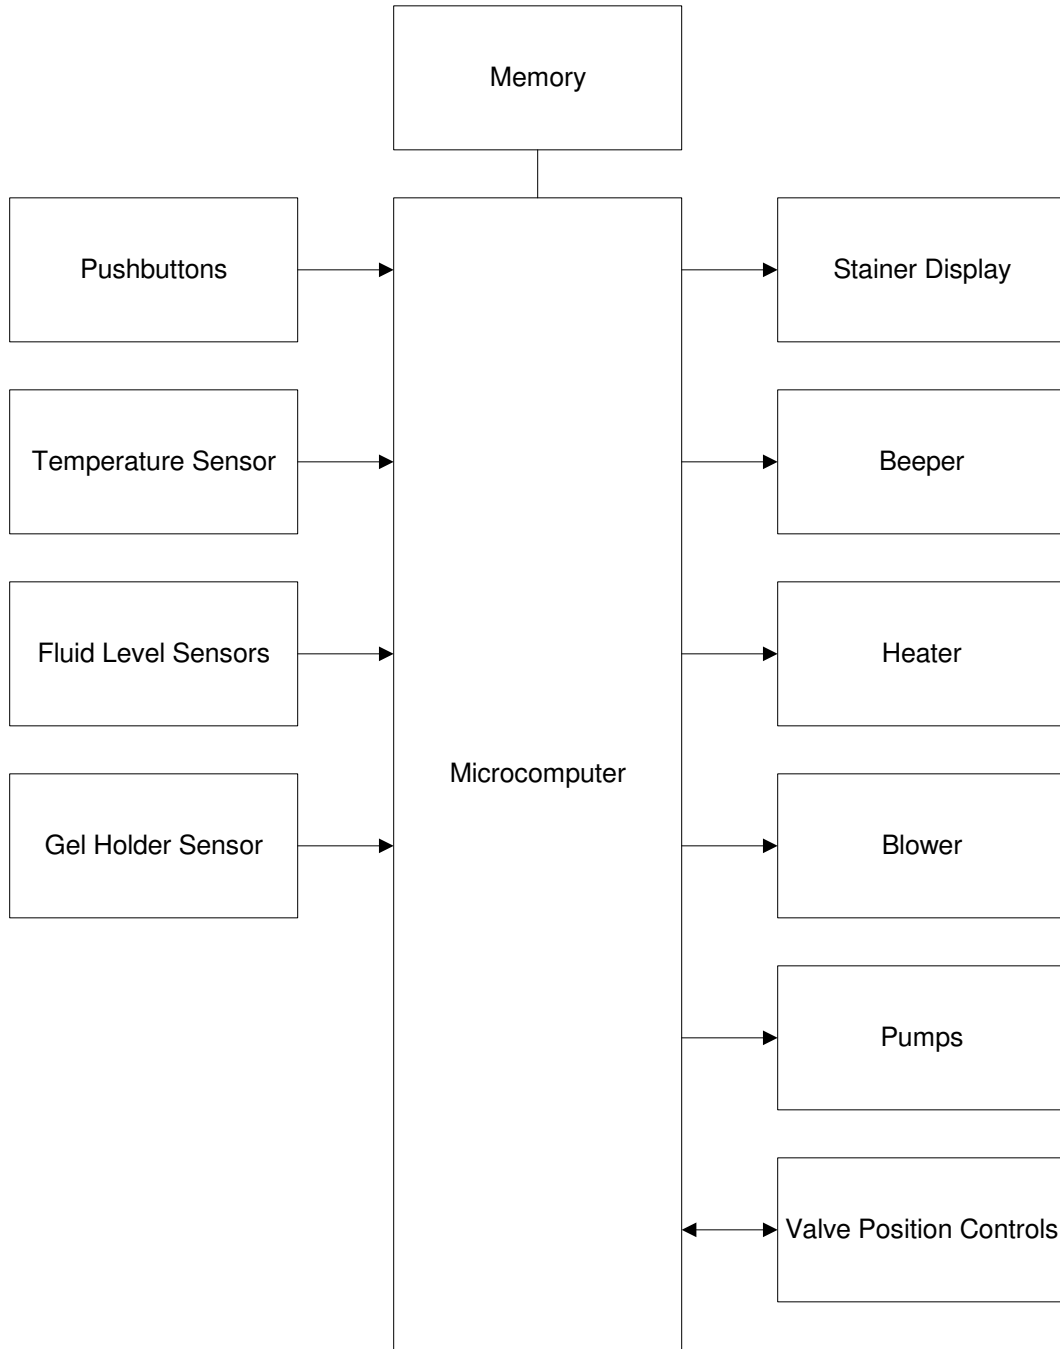 Memory
Pushbuttons
Stainer Display
Temperature Sensor
Beeper
Fluid Level Sensors
Heater
Microcomputer
Gel Holder Sensor
Blower
Pumps
Valve Position Controls